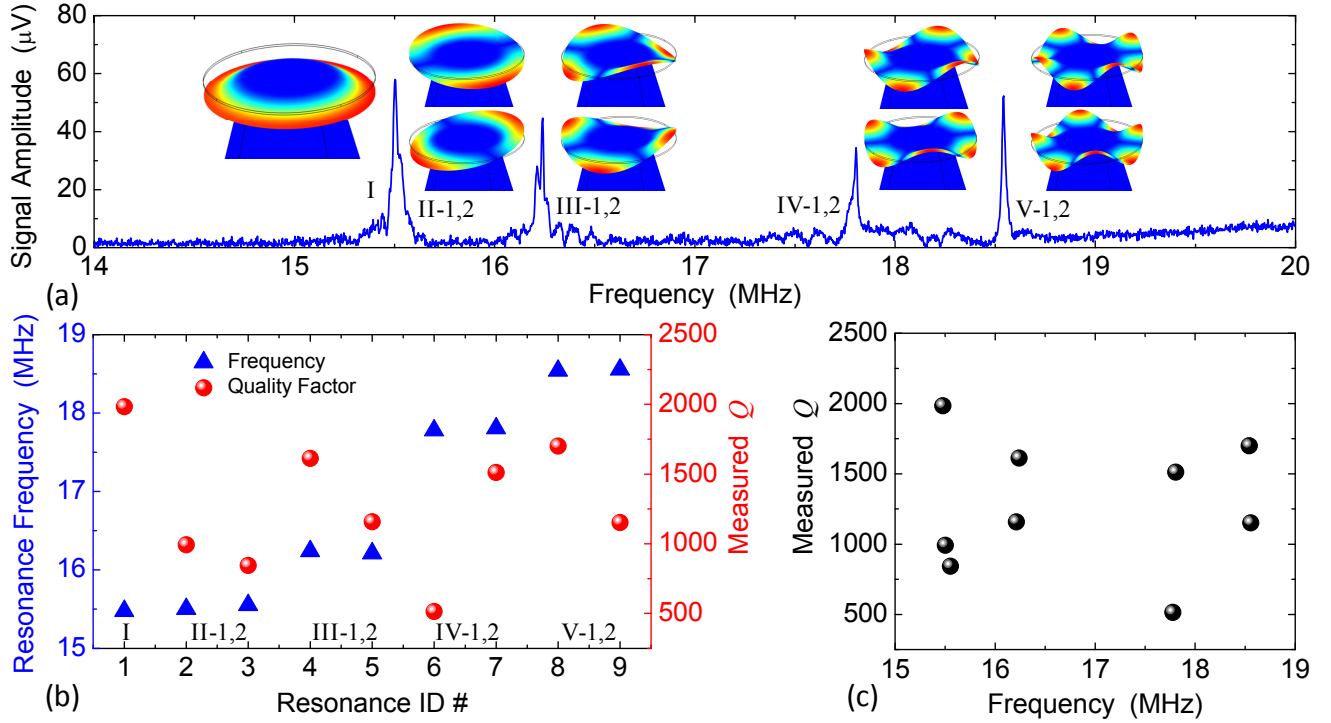 80
60
40
20
0
Signal Amplitude (μV)
I
II-1,2
III-1,2
IV-1,2
V-1,2
14 15 16 17 18 19 20
(a)
Frequency (MHz)
19
18
17
16
15
Resonance Frequency (MHz)
Frequency
Quality Factor
2500
2000
1500
1000
500
Measured Q
I II-1,2 III-1,2 IV-1,2 V-1,2
1 2 3 4 5 6 7 8 9
(b)
Resonance ID #
2500
2000
1500
1000
500
Measured Q
15 16 17 18 19
Frequency (MHz)
(c)